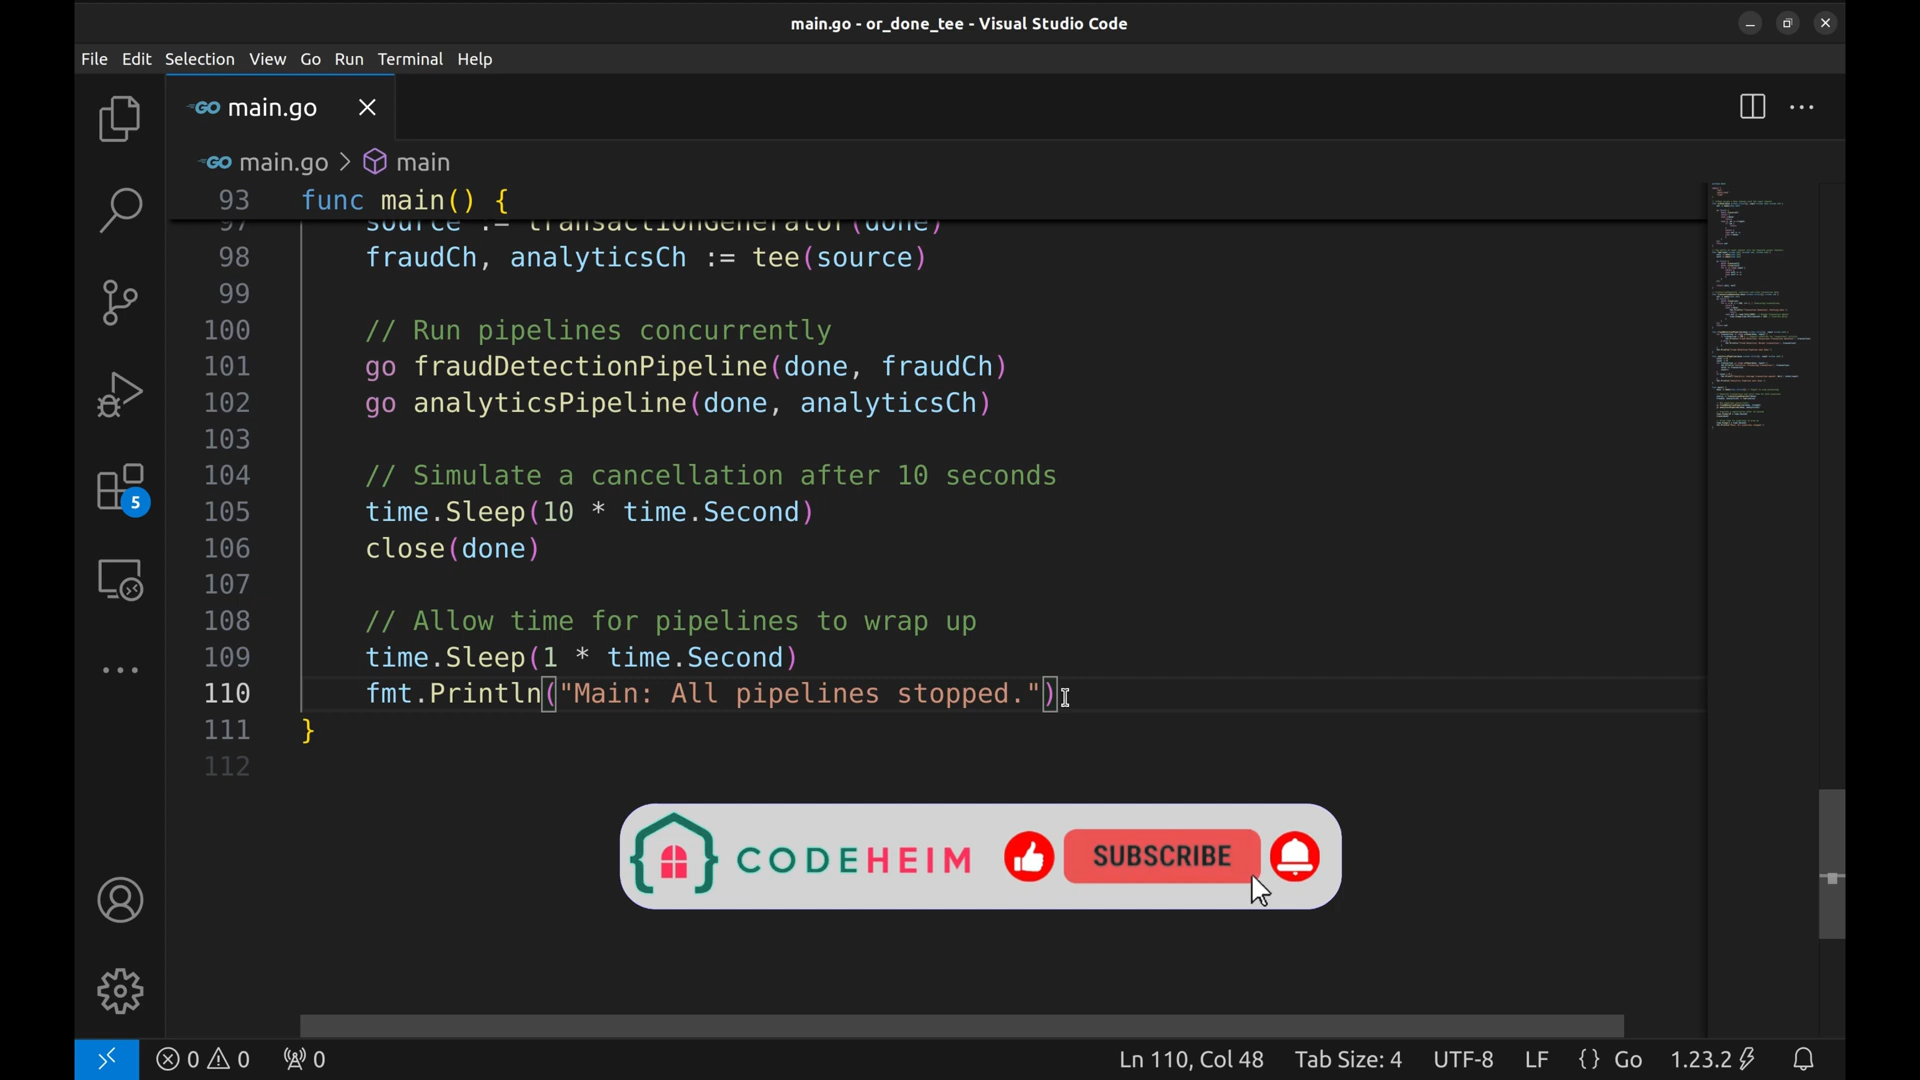 main.go - or_done_tee - Visual Studio Code
File Edit Selection View Go Run Terminal Help
GO main.go
GO main.go > main
93 func main() {
97 source := transactionGenerator(done)
98 fraudCh, analyticsCh := tee(source)
99
100 // Run pipelines concurrently
101 go fraudDetectionPipeline(done, fraudCh)
102 go analyticsPipeline(done, analyticsCh)
103
104 // Simulate a cancellation after 10 seconds
105 time.Sleep(10 * time.Second)
106 close(done)
107
108 // Allow time for pipelines to wrap up
109 time.Sleep(1 * time.Second)
110 fmt.Println("Main: All pipelines stopped.")
111 }
112
5
CODEHEIM SUBSCRIBE
0 0 0 Ln 110, Col 48 Tab Size: 4 UTF-8 LF {} Go 1.23.2